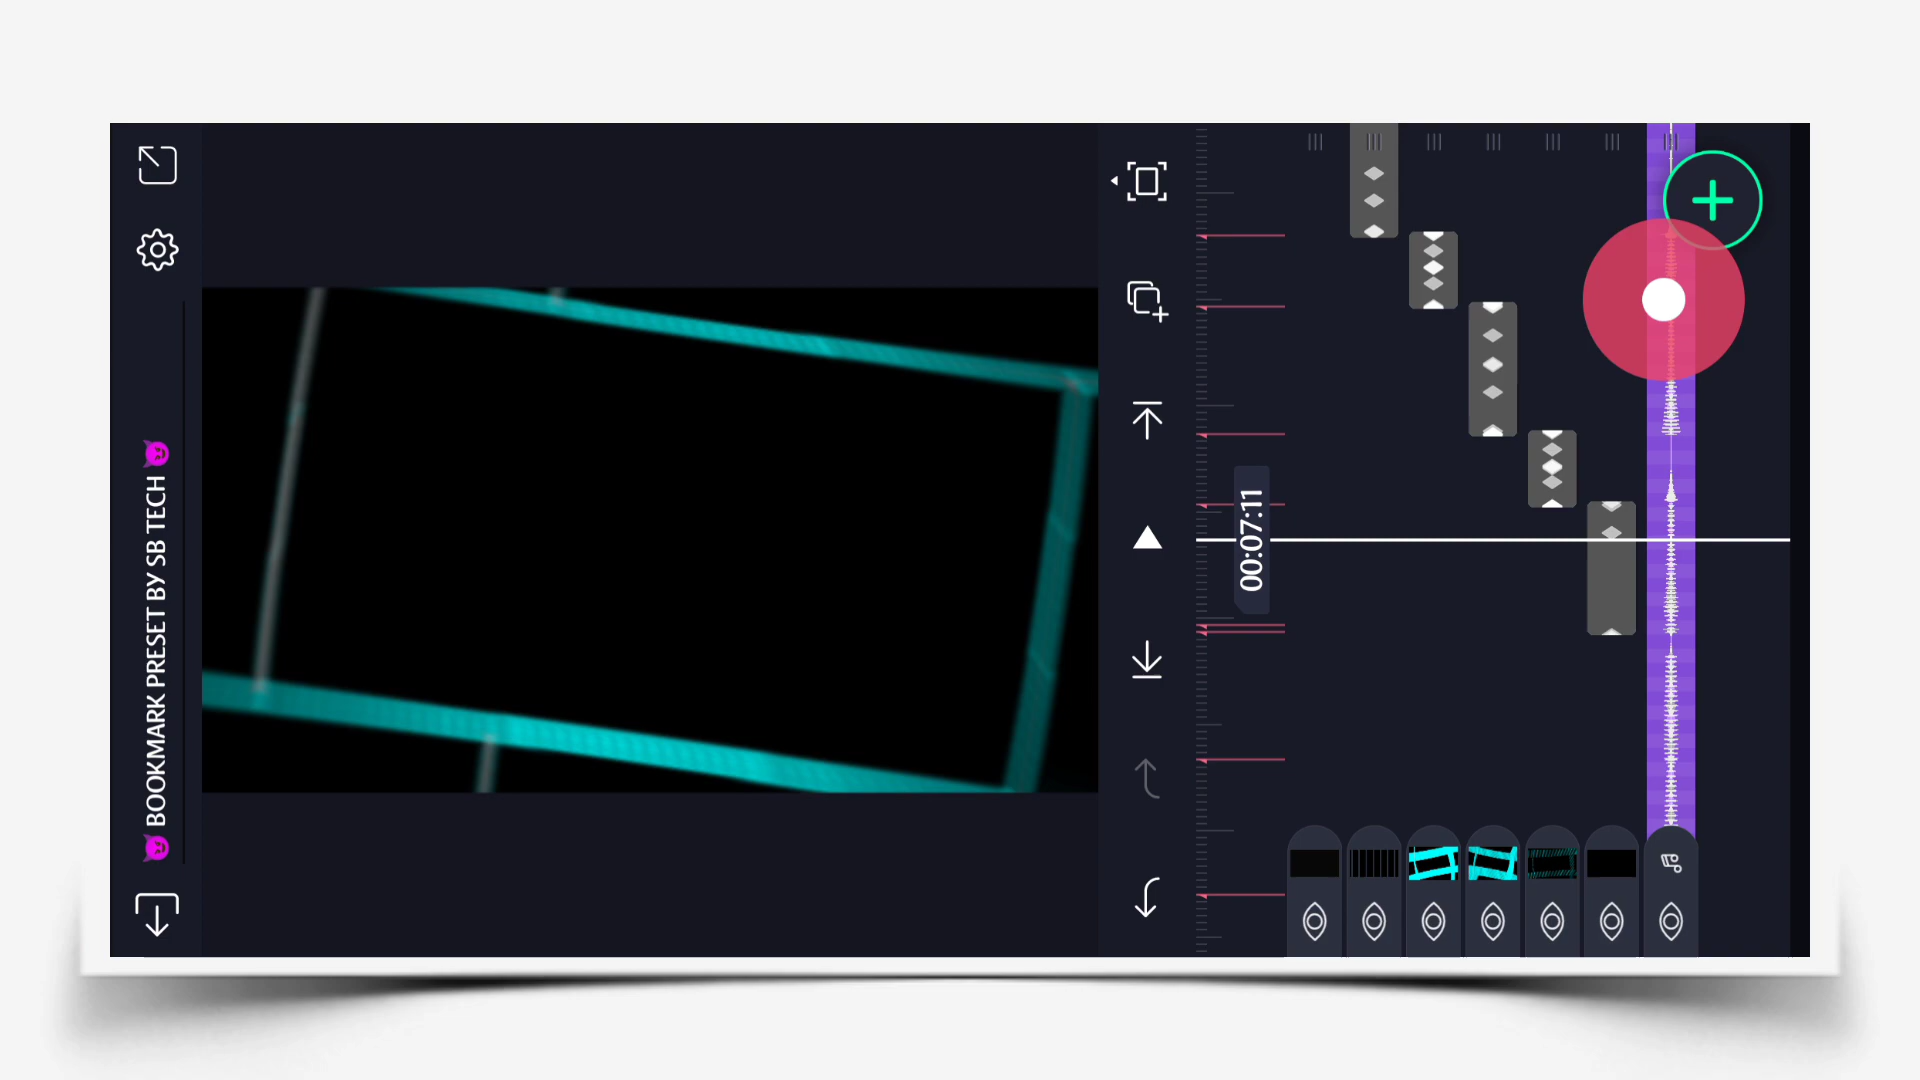 😈 BOOKMARK PRESET BY SB TECH 😈
00:07:11